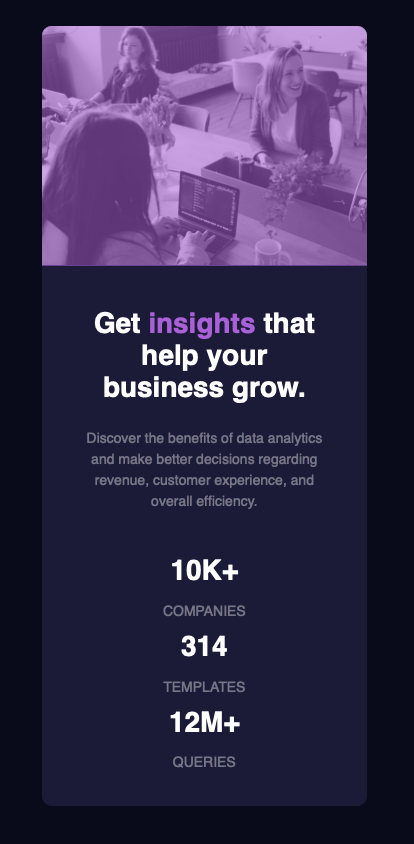 Get insights that
help your
business grow.
Discover the benefits of data analytics
and make better decisions regarding
revenue, customer experience, and
overall efficiency.
10K+
COMPANIES
314
TEMPLATES
12M+
QUERIES